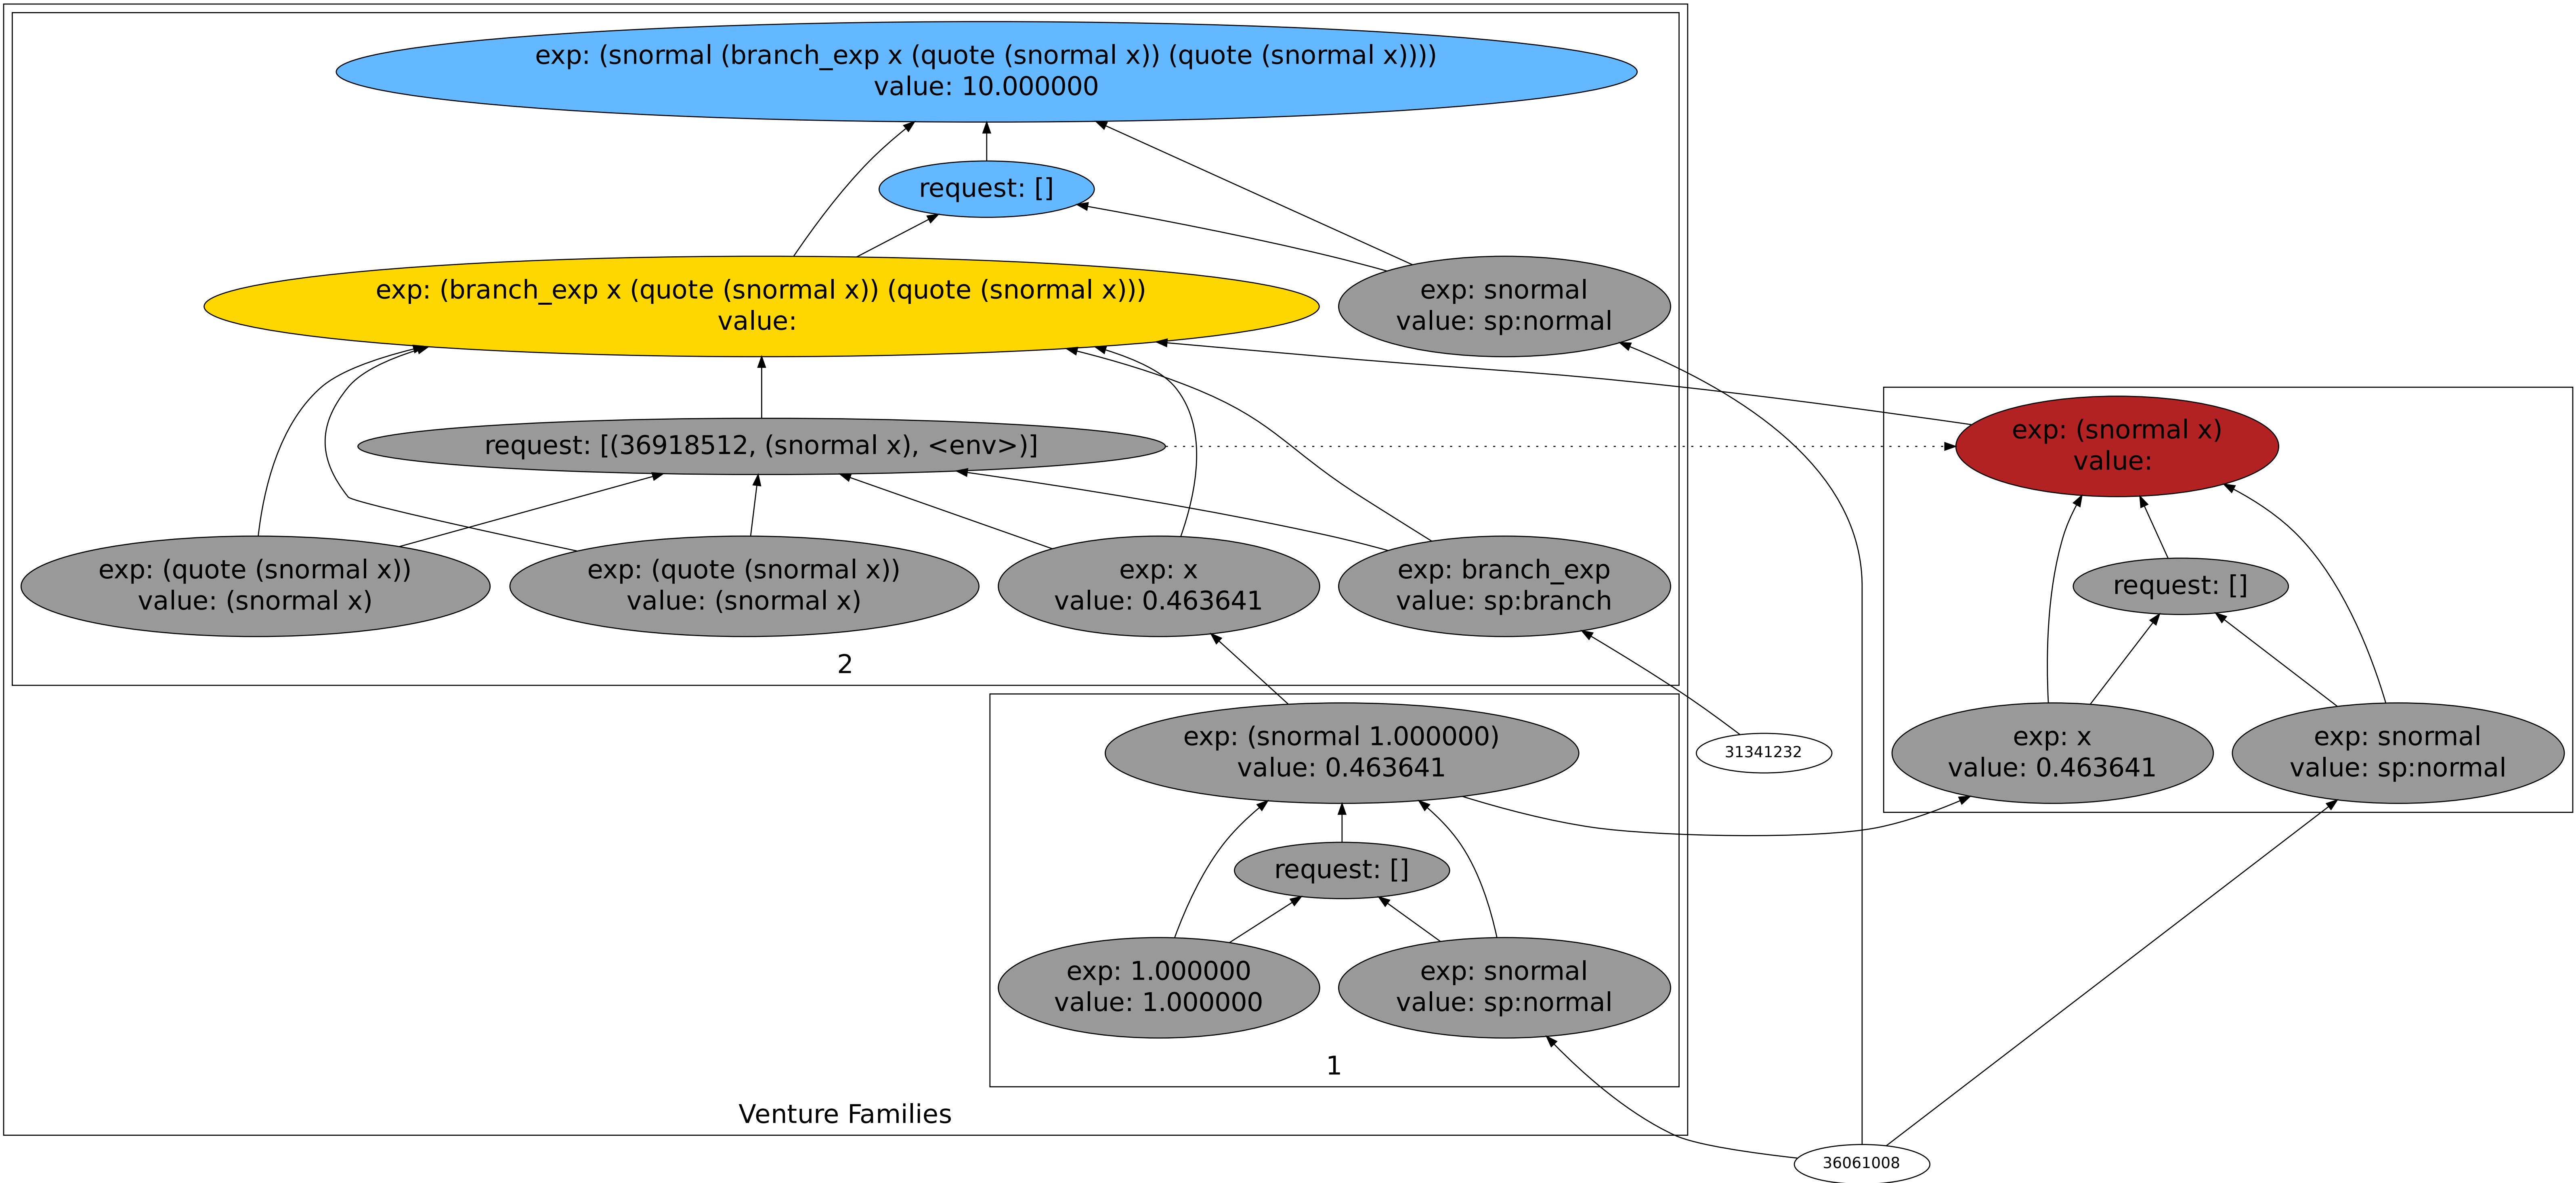 exp: (snormal (branch_exp x (quote (snormal x)) (quote (snormal x))))
value: 10.000000
request: []
exp: (branch_exp x (quote (snormal x)) (quote (snormal x)))
value:
exp: snormal
value: sp:normal
request: [(36918512, (snormal x), <env>)]
exp: (snormal x)
value:
exp: (quote (snormal x))
value: (snormal x)
exp: (quote (snormal x))
value: (snormal x)
exp: x
value: 0.463641
exp: branch_exp
value: sp:branch
request: []
2
exp: (snormal 1.000000)
value: 0.463641
31341232
exp: x
value: 0.463641
exp: snormal
value: sp:normal
request: []
exp: 1.000000
value: 1.000000
exp: snormal
value: sp:normal
1
Venture Families
36061008